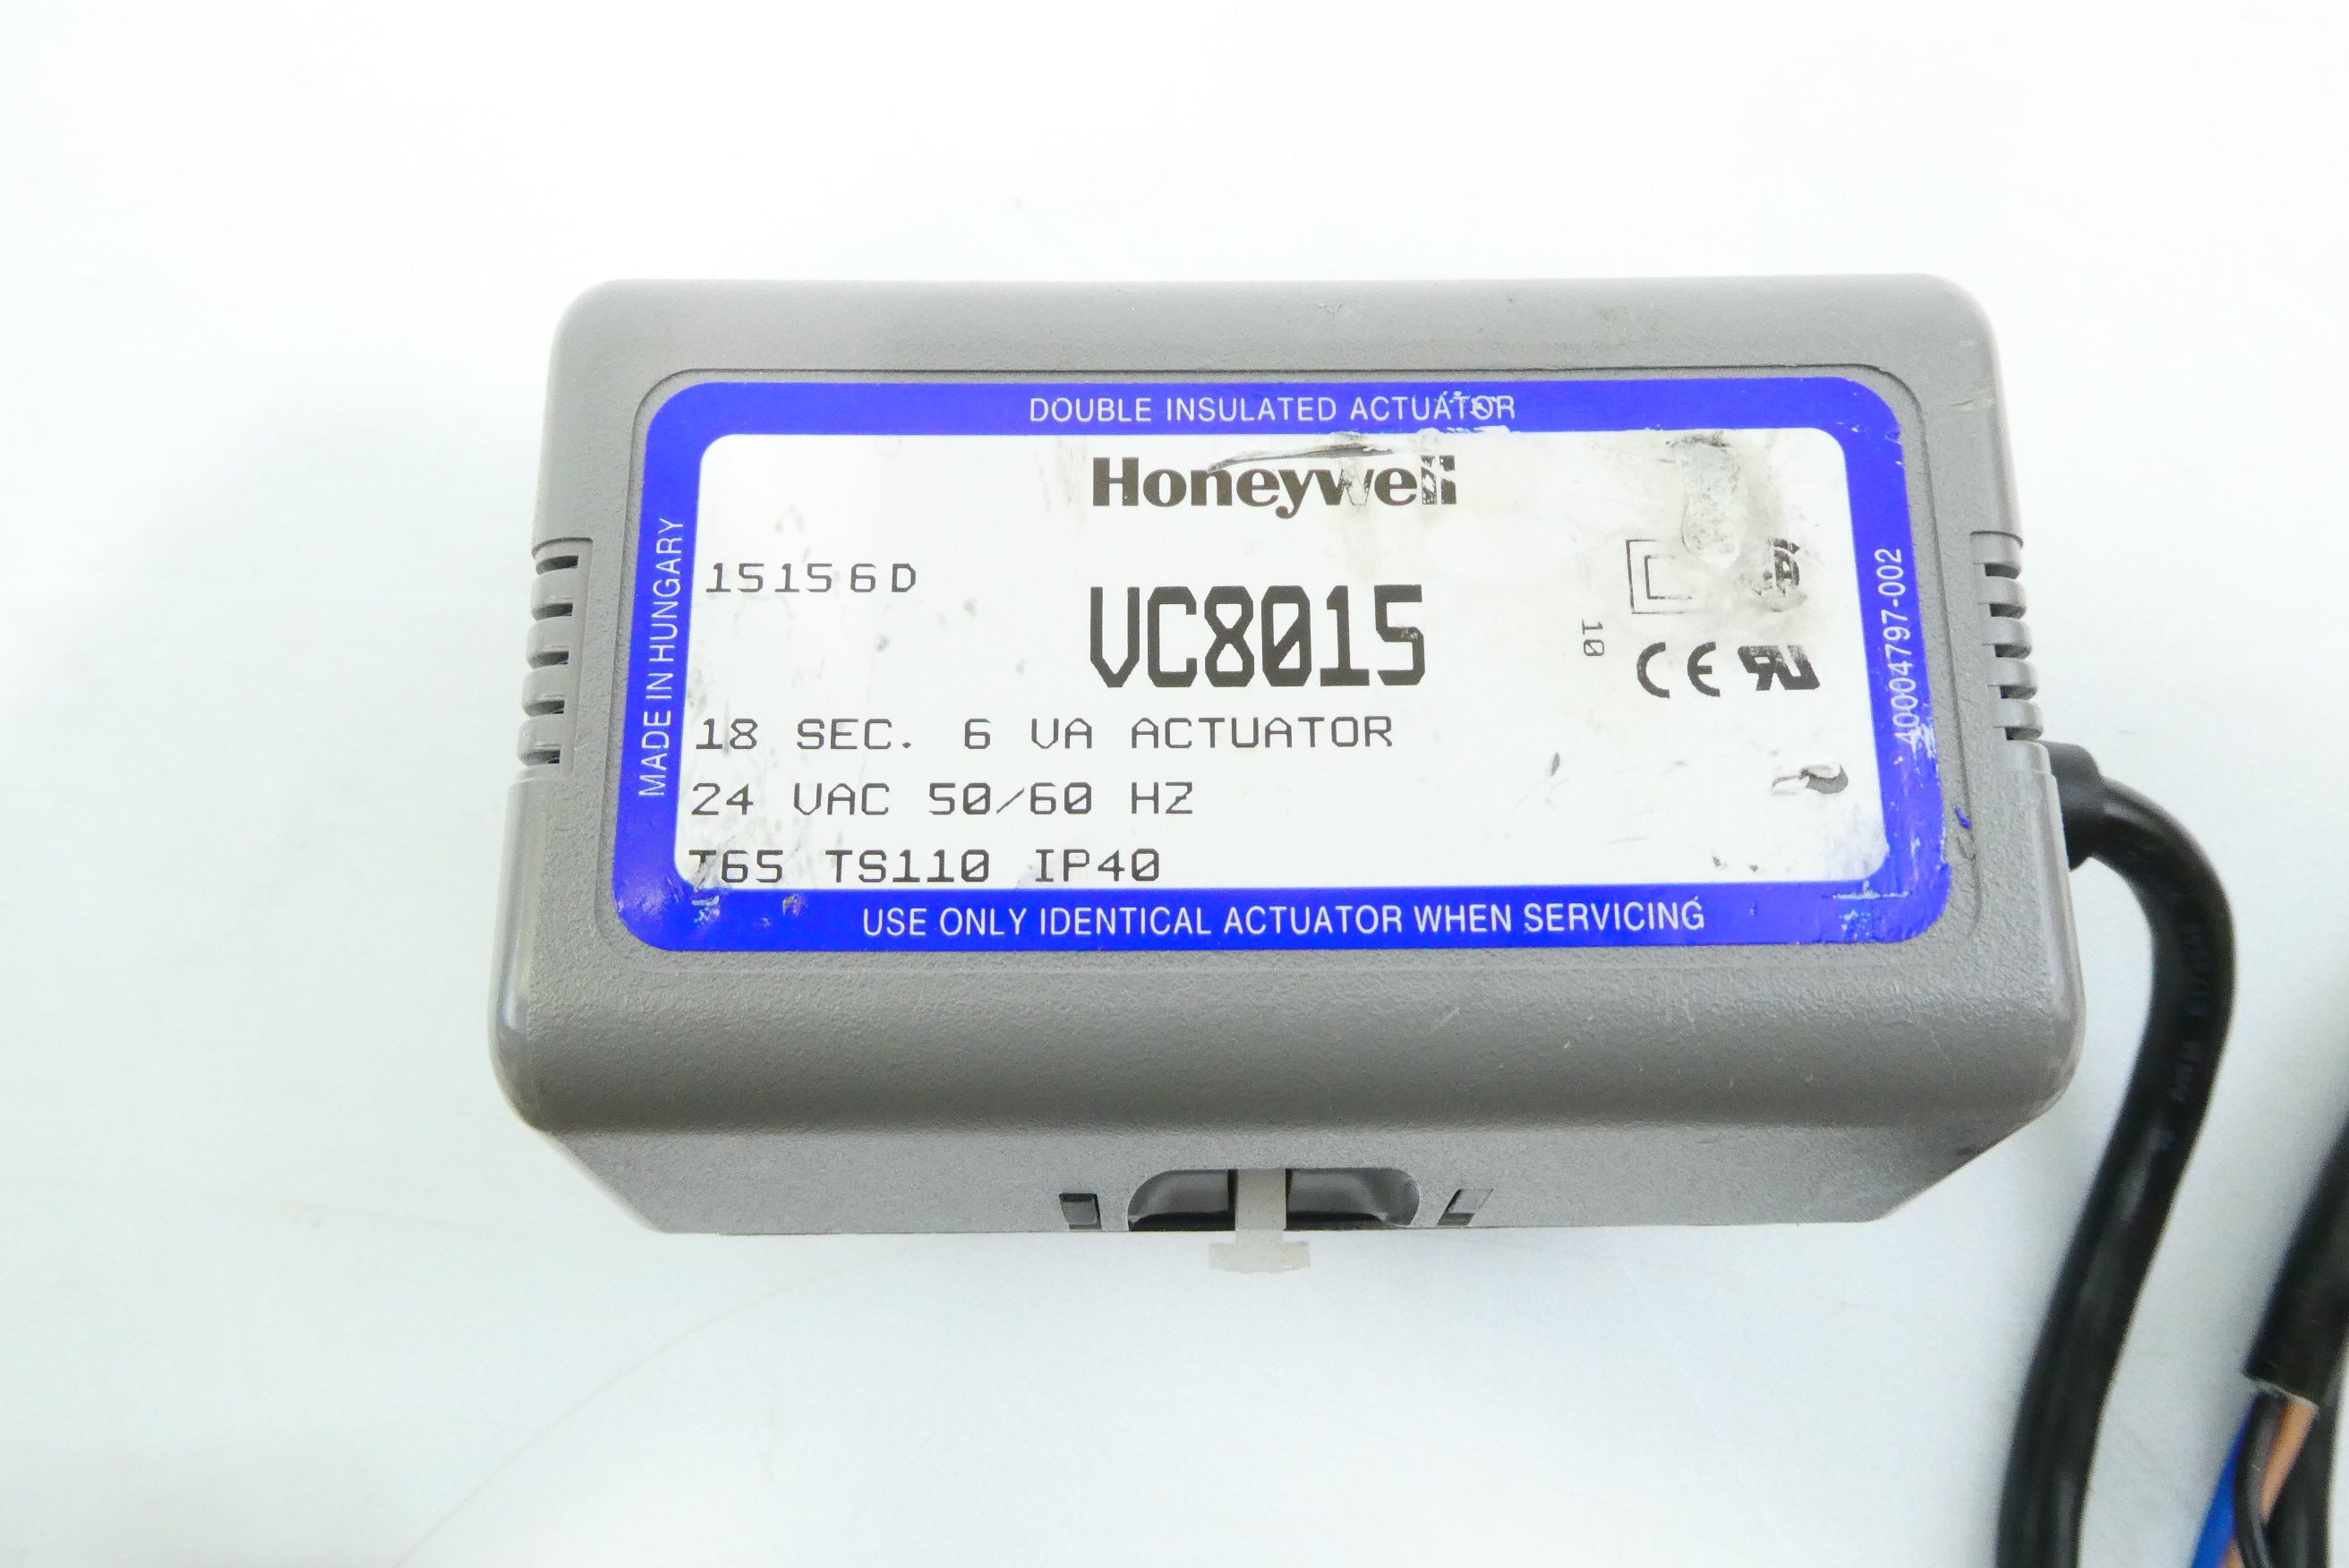 DOUBLE INSULATED ACTUATOR
Honeywell
MADE IN HUNGARY
15156D
VC8015
10
CE
40004797-002
18 SEC. 6 VA ACTUATOR
24 VAC 50/60 HZ
T65 TS110 IP40
USE ONLY IDENTICAL ACTUATOR WHEN SERVICING